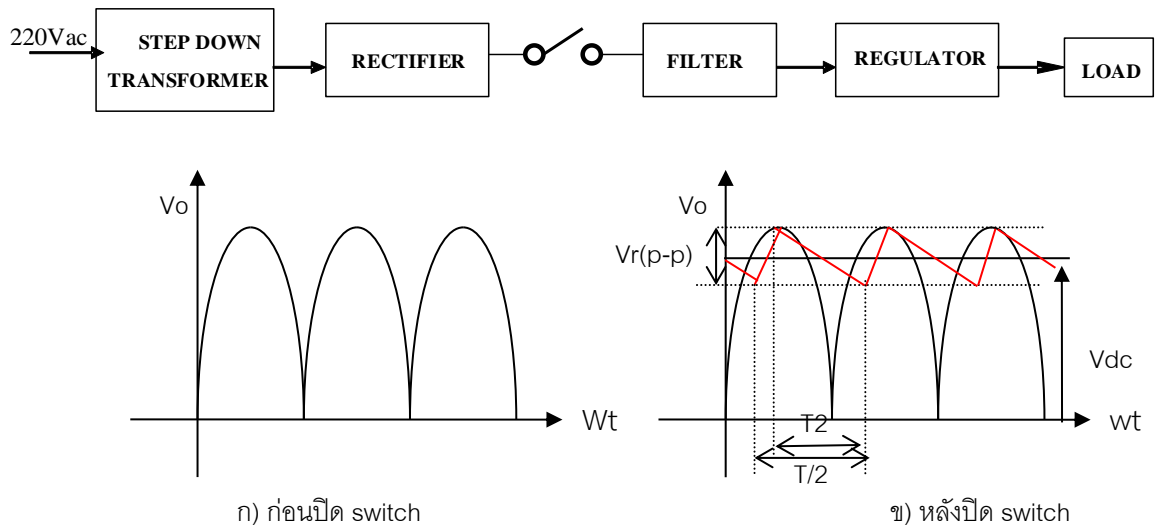 220Vac
STEP DOWN
TRANSFORMER
RECTIFIER
FILTER
REGULATOR
LOAD
Vo
Wt
ก) ก่อนปิด switch
Vo
Vr(p-p)
Vdc
T2
wt
T/2
ข) หลังปิด switch